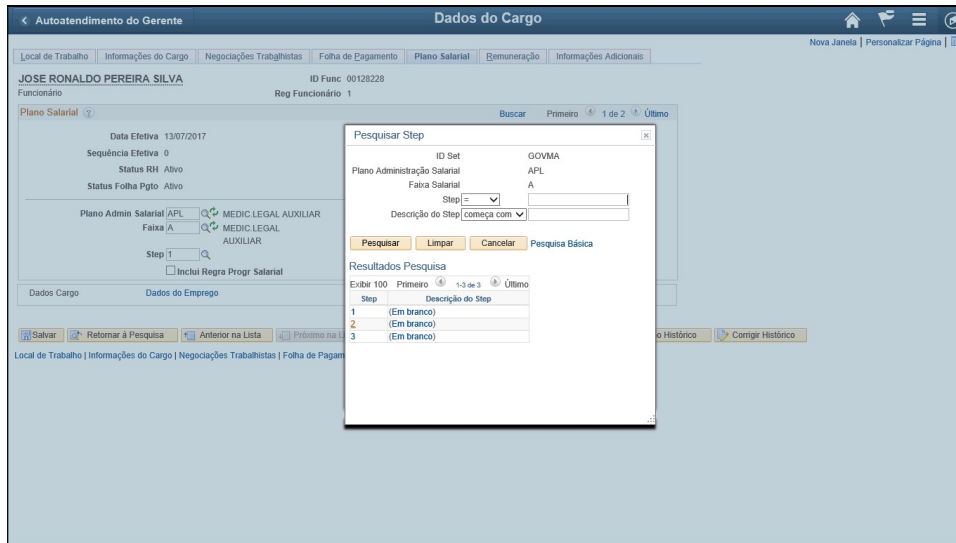 Autoatendimento do Gerente
Dados do Cargo
Nova Janela | Personalizar Página |
Local de Trabalho Informações do Cargo Negociações Trabalhistas Folha de Pagamento Plano Salarial Remuneração Informações Adicionais
JOSE RONALDO PEREIRA SILVA ID Func 00128228
Funcionário Reg Funcionário 1
Plano Salarial Buscar Primeiro 1 de 2 Último
Data Efetiva 13/07/2017
Sequência Efetiva 0
Status RH Ativo
Status Folha Pgto Ativo
Plano Admin Salarial APL MEDIC.LEGAL AUXILIAR
Faixa A MEDIC.LEGAL
AUXILIAR
Step 1
Inclui Regra Progr Salarial
Dados Cargo Dados do Emprego
Salvar Retornar à Pesquisa Anterior na Lista Próximo na L
o Histórico Corrigir Histórico
Local de Trabalho | Informações do Cargo | Negociações Trabalhistas | Folha de Pagam
Pesquisar Step
ID Set GOVMA
Plano Administração Salarial APL
Faixa Salarial A
Step =
Descrição do Step começa com
Pesquisar Limpar Cancelar Pesquisa Básica
Resultados Pesquisa
Exibir 100 Primeiro 1-3 de 3 Último
Step Descrição do Step
1 (Em branco)
2 (Em branco)
3 (Em branco)